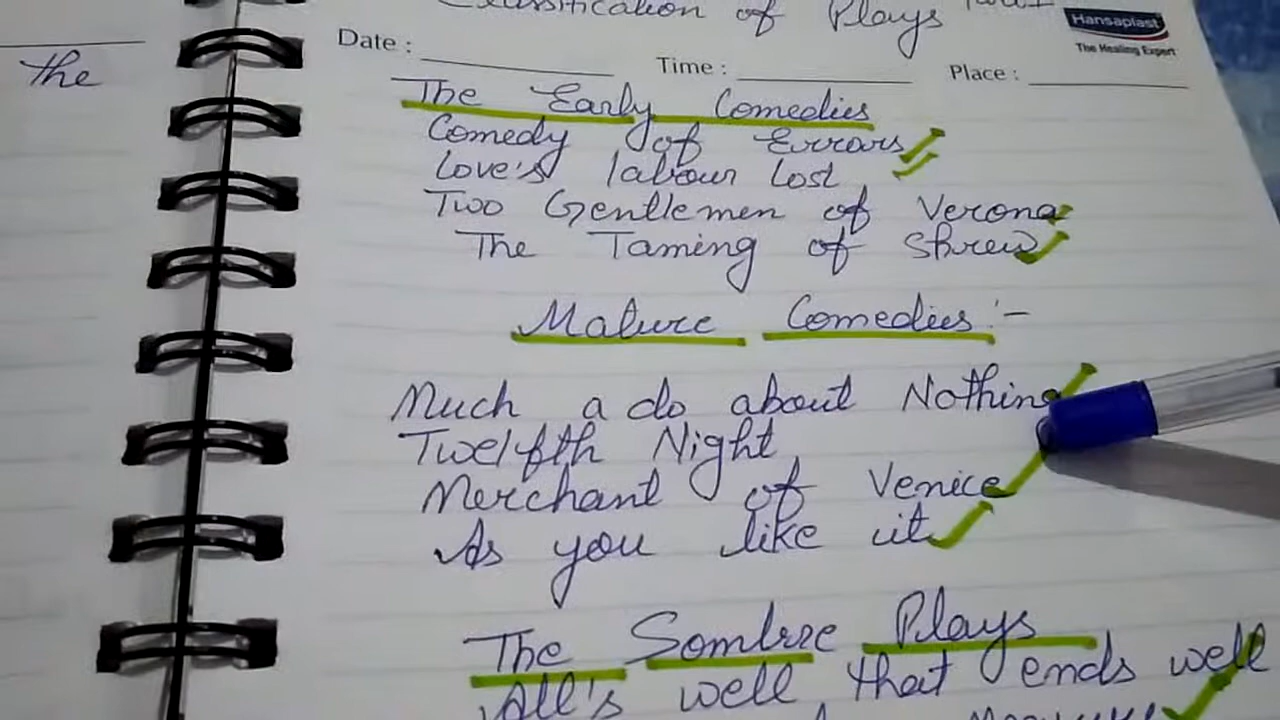 Classification of Plays Part I
Hansaplast
The Healing Expert
Date :
Time :
Place :
the
The Early Comedies
Comedy of Errors
Love's labour Lost
Two Gentlemen of Verona
The Taming of Shrew
Mature Comedies :-
Much a do about Nothing
Twelfth Night
Merchant of Venice
As you like it
The Sombre Plays
All's well that ends well